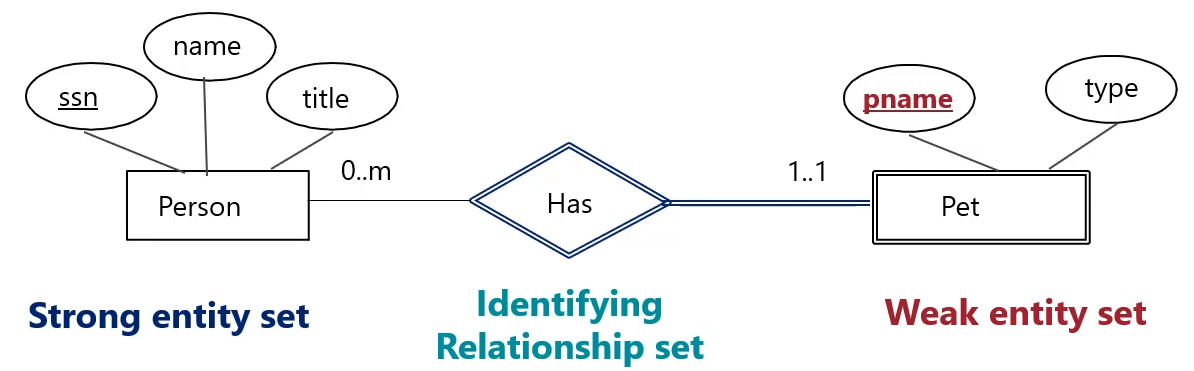 name
ssn
title
pname
type
0..m
1..1
Person
Has
Pet
Strong entity set
Identifying
Relationship set
Weak entity set